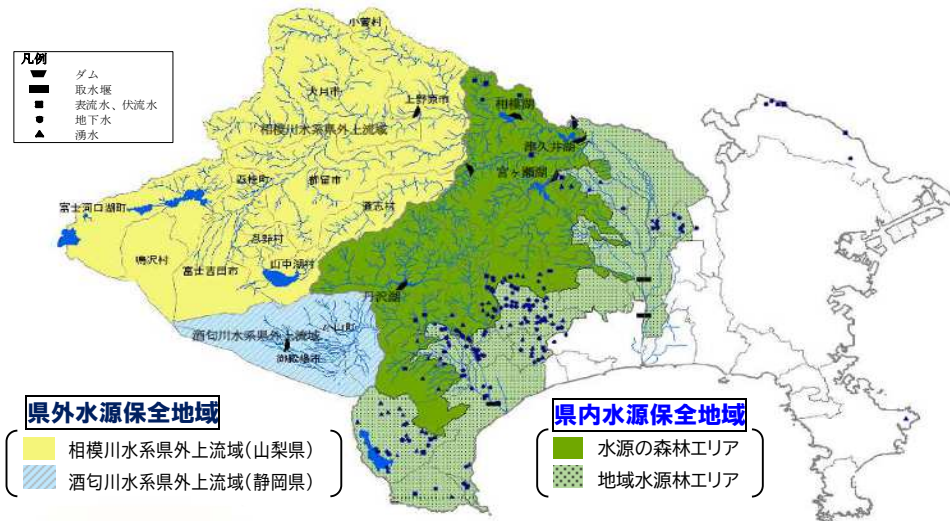 凡例
ダム
取水堰
表流水、伏流水
地下水
湧水
小菅村
大月市
上野原市
相模川水系県外上流域
相模湖
津久井湖
宮ヶ瀬湖
西桂町
都留市
道志村
富士河口湖町
忍野村
鳴沢村
富士吉田市
山中湖村
丹沢湖
小山町
酒匂川水系県外上流域
御殿場市
県外水源保全地域
相模川水系県外上流域(山梨県)
酒匂川水系県外上流域(静岡県)
県内水源保全地域
水源の森林エリア
地域水源林エリア